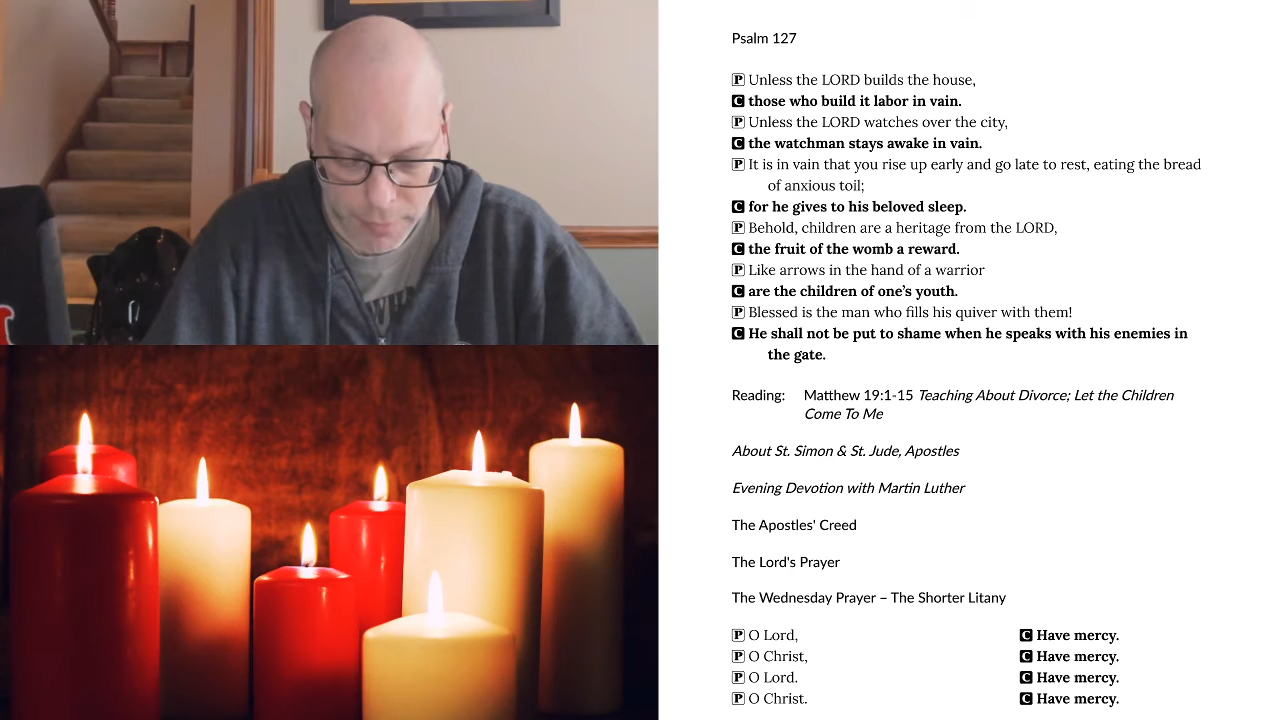 Psalm 127
P Unless the LORD builds the house,
C those who build it labor in vain.
P Unless the LORD watches over the city,
C the watchman stays awake in vain.
P It is in vain that you rise up early and go late to rest, eating the bread
of anxious toil;
C for he gives to his beloved sleep.
P Behold, children are a heritage from the LORD,
C the fruit of the womb a reward.
P Like arrows in the hand of a warrior
C are the children of one’s youth.
P Blessed is the man who fills his quiver with them!
C He shall not be put to shame when he speaks with his enemies in
the gate.
Reading: Matthew 19:1-15 Teaching About Divorce; Let the Children
Come To Me
About St. Simon & St. Jude, Apostles
Evening Devotion with Martin Luther
The Apostles' Creed
The Lord's Prayer
The Wednesday Prayer – The Shorter Litany
P O Lord, C Have mercy.
P O Christ, C Have mercy.
P O Lord. C Have mercy.
P O Christ. C Have mercy.